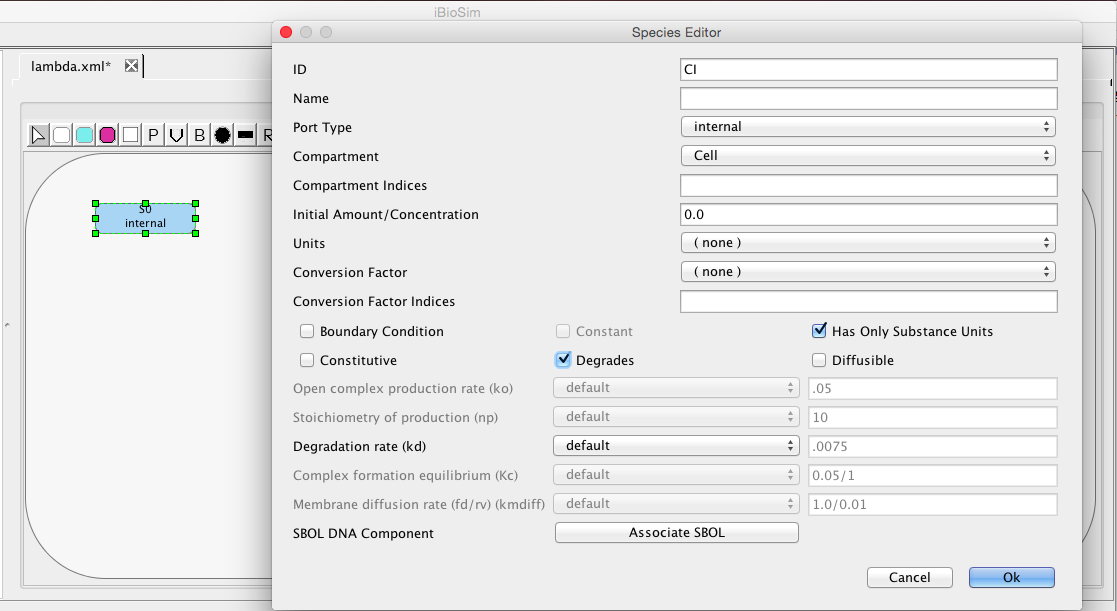 iBioSim
Species Editor
lambda.xml*
P V B R
S0
internal
ID CI
Name
Port Type internal
Compartment Cell
Compartment Indices
Initial Amount/Concentration 0.0
Units ( none )
Conversion Factor ( none )
Conversion Factor Indices
Boundary Condition Constant Has Only Substance Units
Constitutive Degrades Diffusible
Open complex production rate (ko) default .05
Stoichiometry of production (np) default 10
Degradation rate (kd) default .0075
Complex formation equilibrium (Kc) default 0.05/1
Membrane diffusion rate (fd/rv) (kmdiff) default 1.0/0.01
SBOL DNA Component Associate SBOL
Cancel Ok